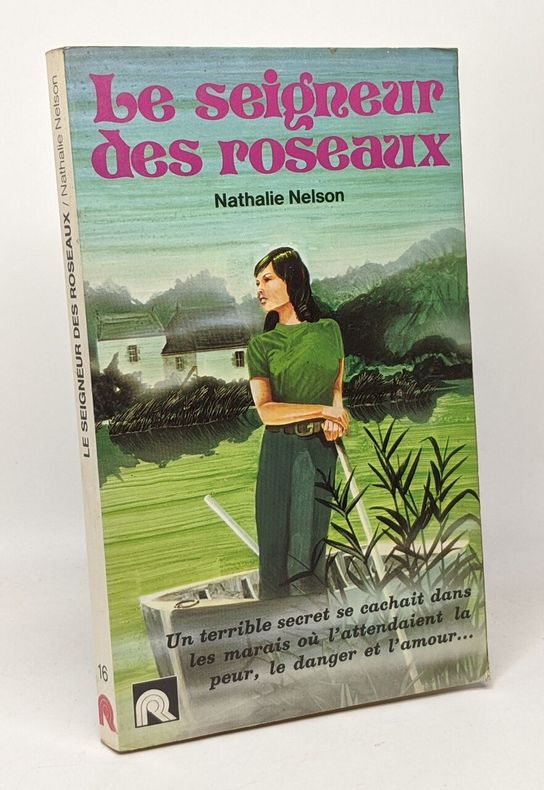 Le seigneur
des roseaux
Nathalie Nelson
Un terrible secret se cachait dans
les marais où l'attendaient la
peur, le danger et l'amour...
R
LE SEIGNEUR DES ROSEAUX / Nathalie Nelson
16
R